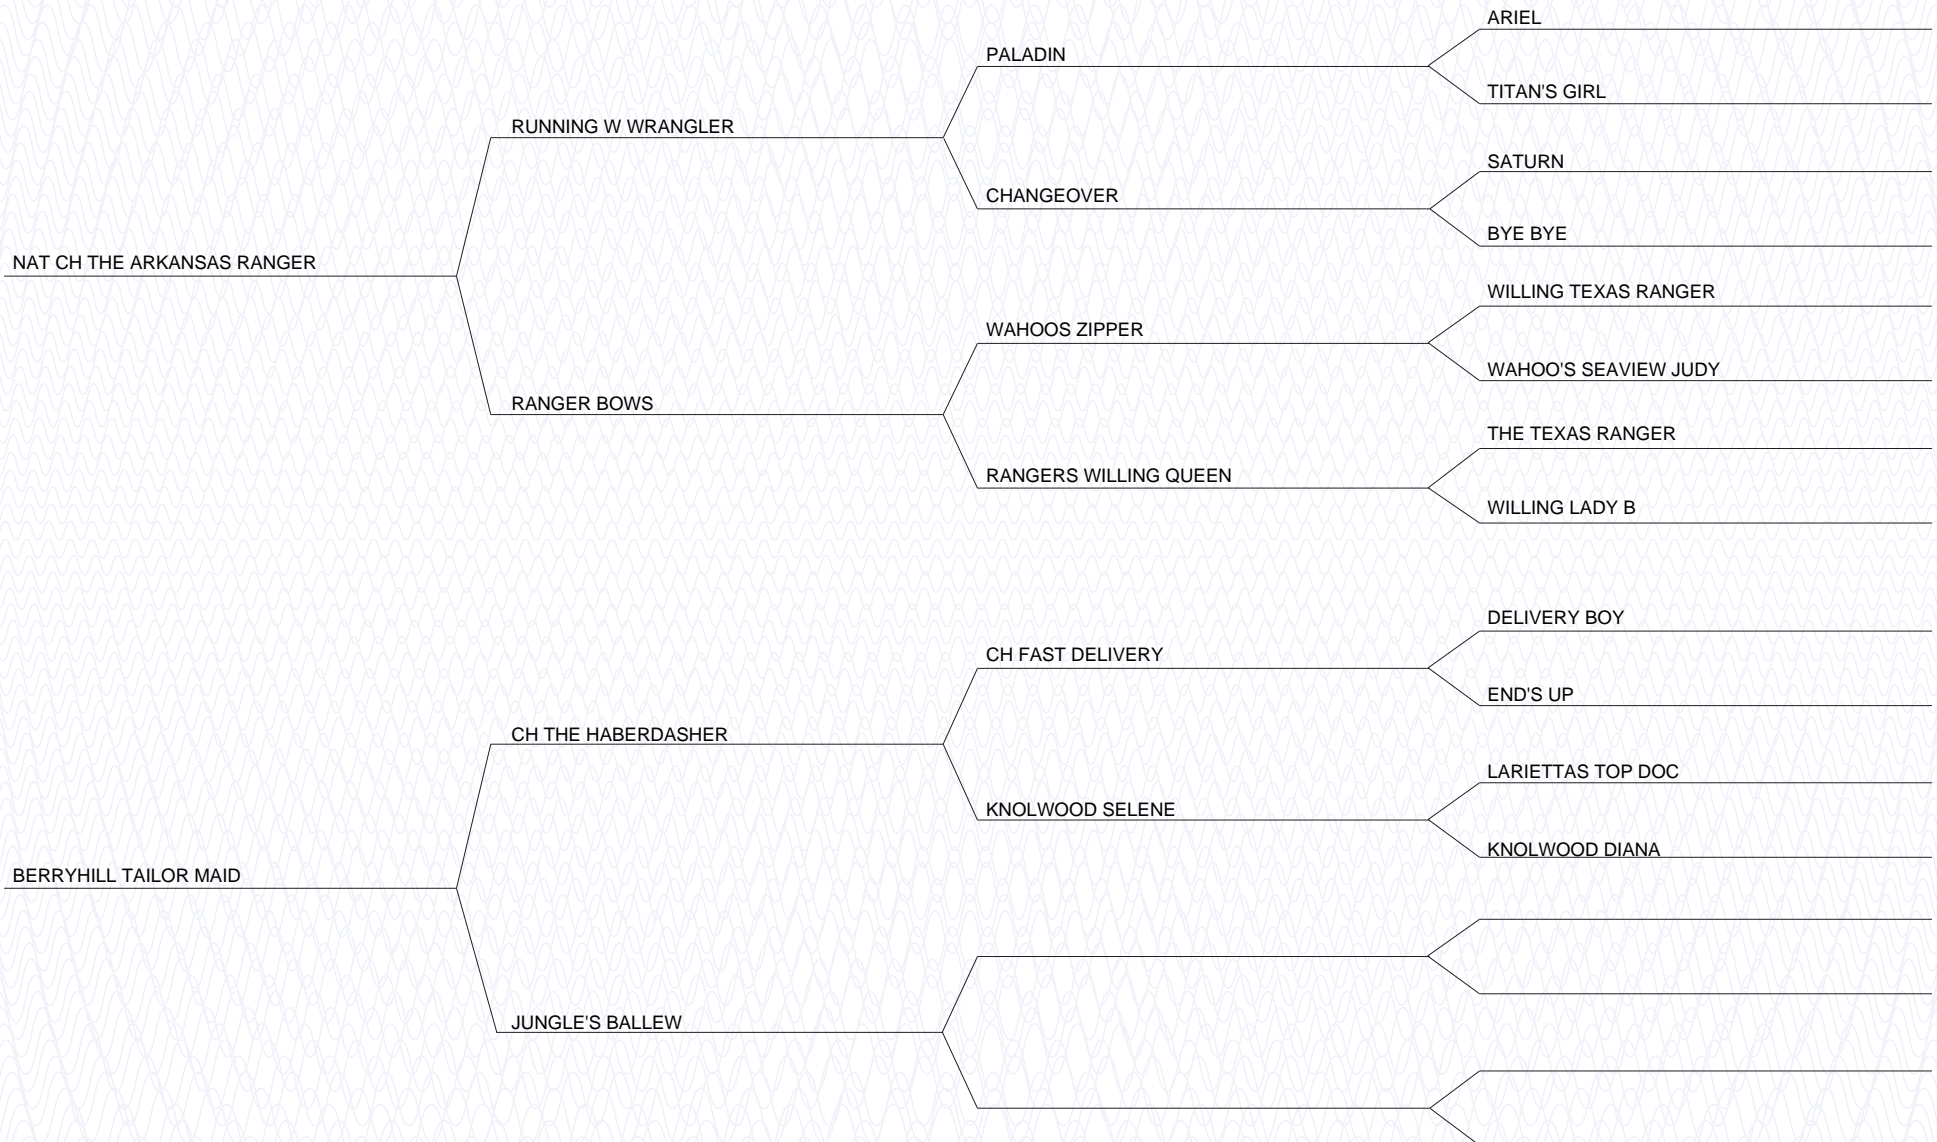 ARIEL
PALADIN
TITAN'S GIRL
RUNNING W WRANGLER
SATURN
CHANGEOVER
BYE BYE
NAT CH THE ARKANSAS RANGER
WILLING TEXAS RANGER
WAHOOS ZIPPER
WAHOO'S SEAVIEW JUDY
RANGER BOWS
THE TEXAS RANGER
RANGERS WILLING QUEEN
WILLING LADY B
DELIVERY BOY
CH FAST DELIVERY
END'S UP
CH THE HABERDASHER
LARIETTAS TOP DOC
KNOLWOOD SELENE
KNOLWOOD DIANA
BERRYHILL TAILOR MAID
JUNGLE'S BALLEW